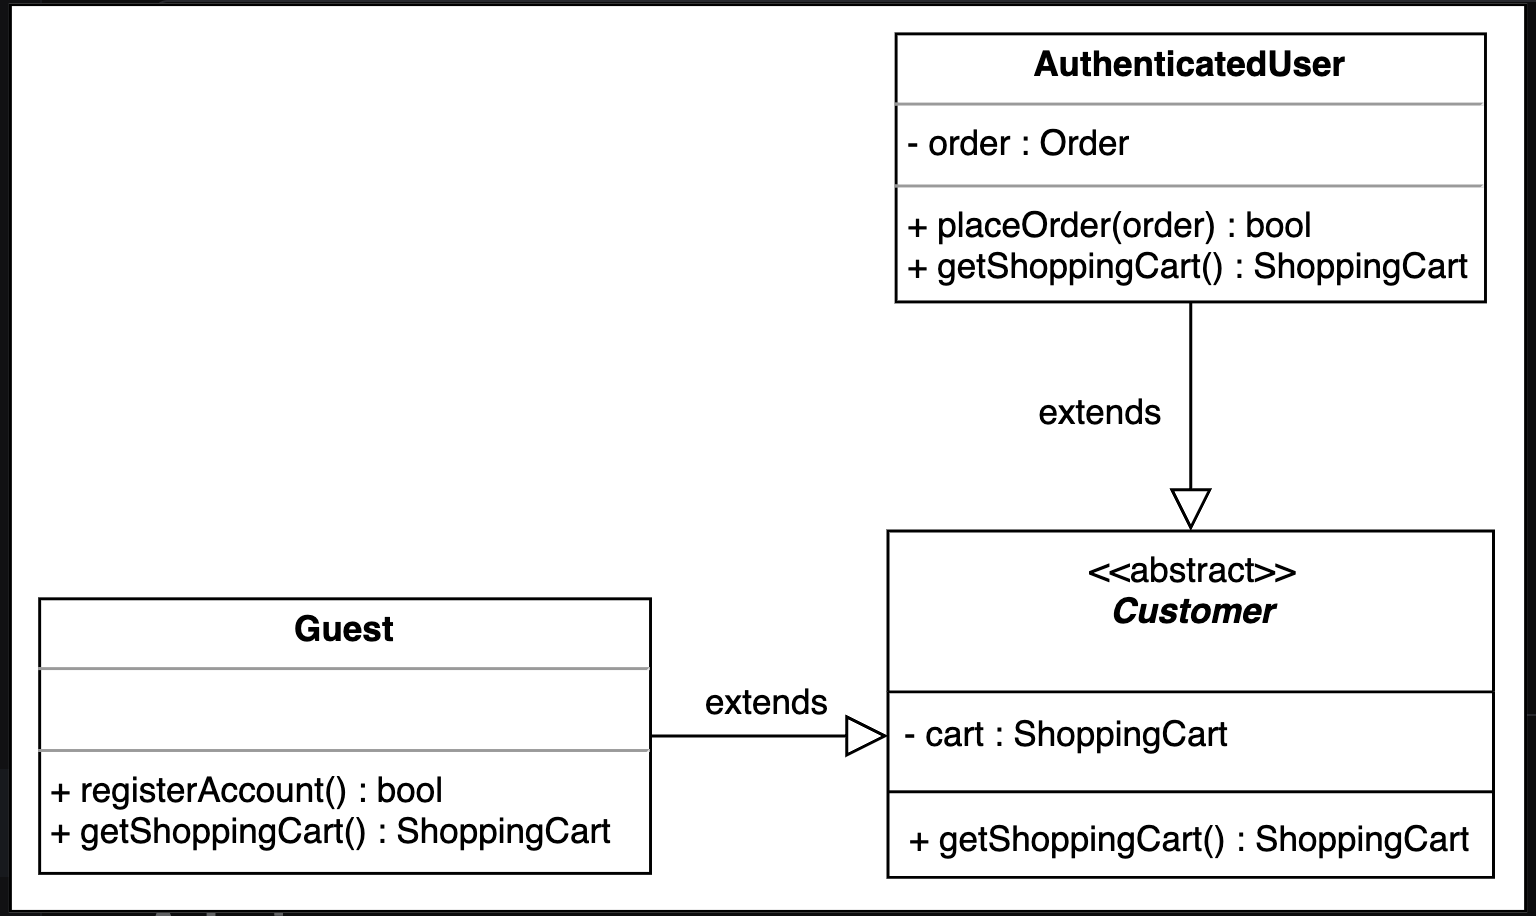 AuthenticatedUser
- order : Order
+ placeOrder(order) : bool
+ getShoppingCart() : ShoppingCart
extends
<<abstract>>
Customer
- cart : ShoppingCart
+ getShoppingCart() : ShoppingCart
Guest
extends
+ registerAccount() : bool
+ getShoppingCart() : ShoppingCart